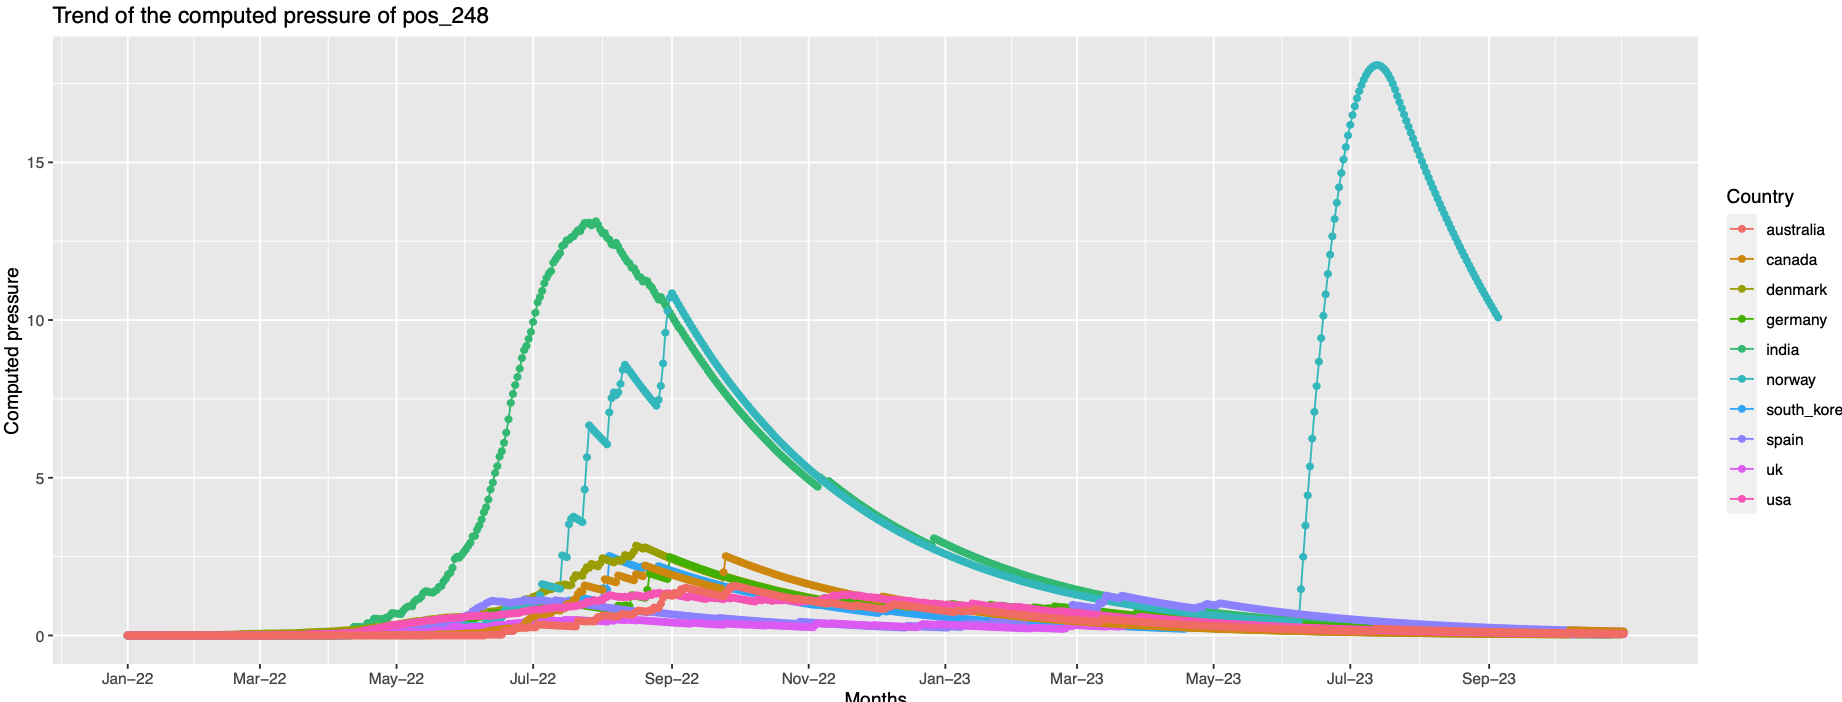 Trend of the computed pressure of pos_248
Computed pressure
15
10
5
0
Jan−22
Mar−22
May−22
Jul−22
Sep−22
Nov−22
Jan−23
Mar−23
May−23
Jul−23
Sep−23
Months
Country
australia
canada
denmark
germany
india
norway
south_kore
spain
uk
usa